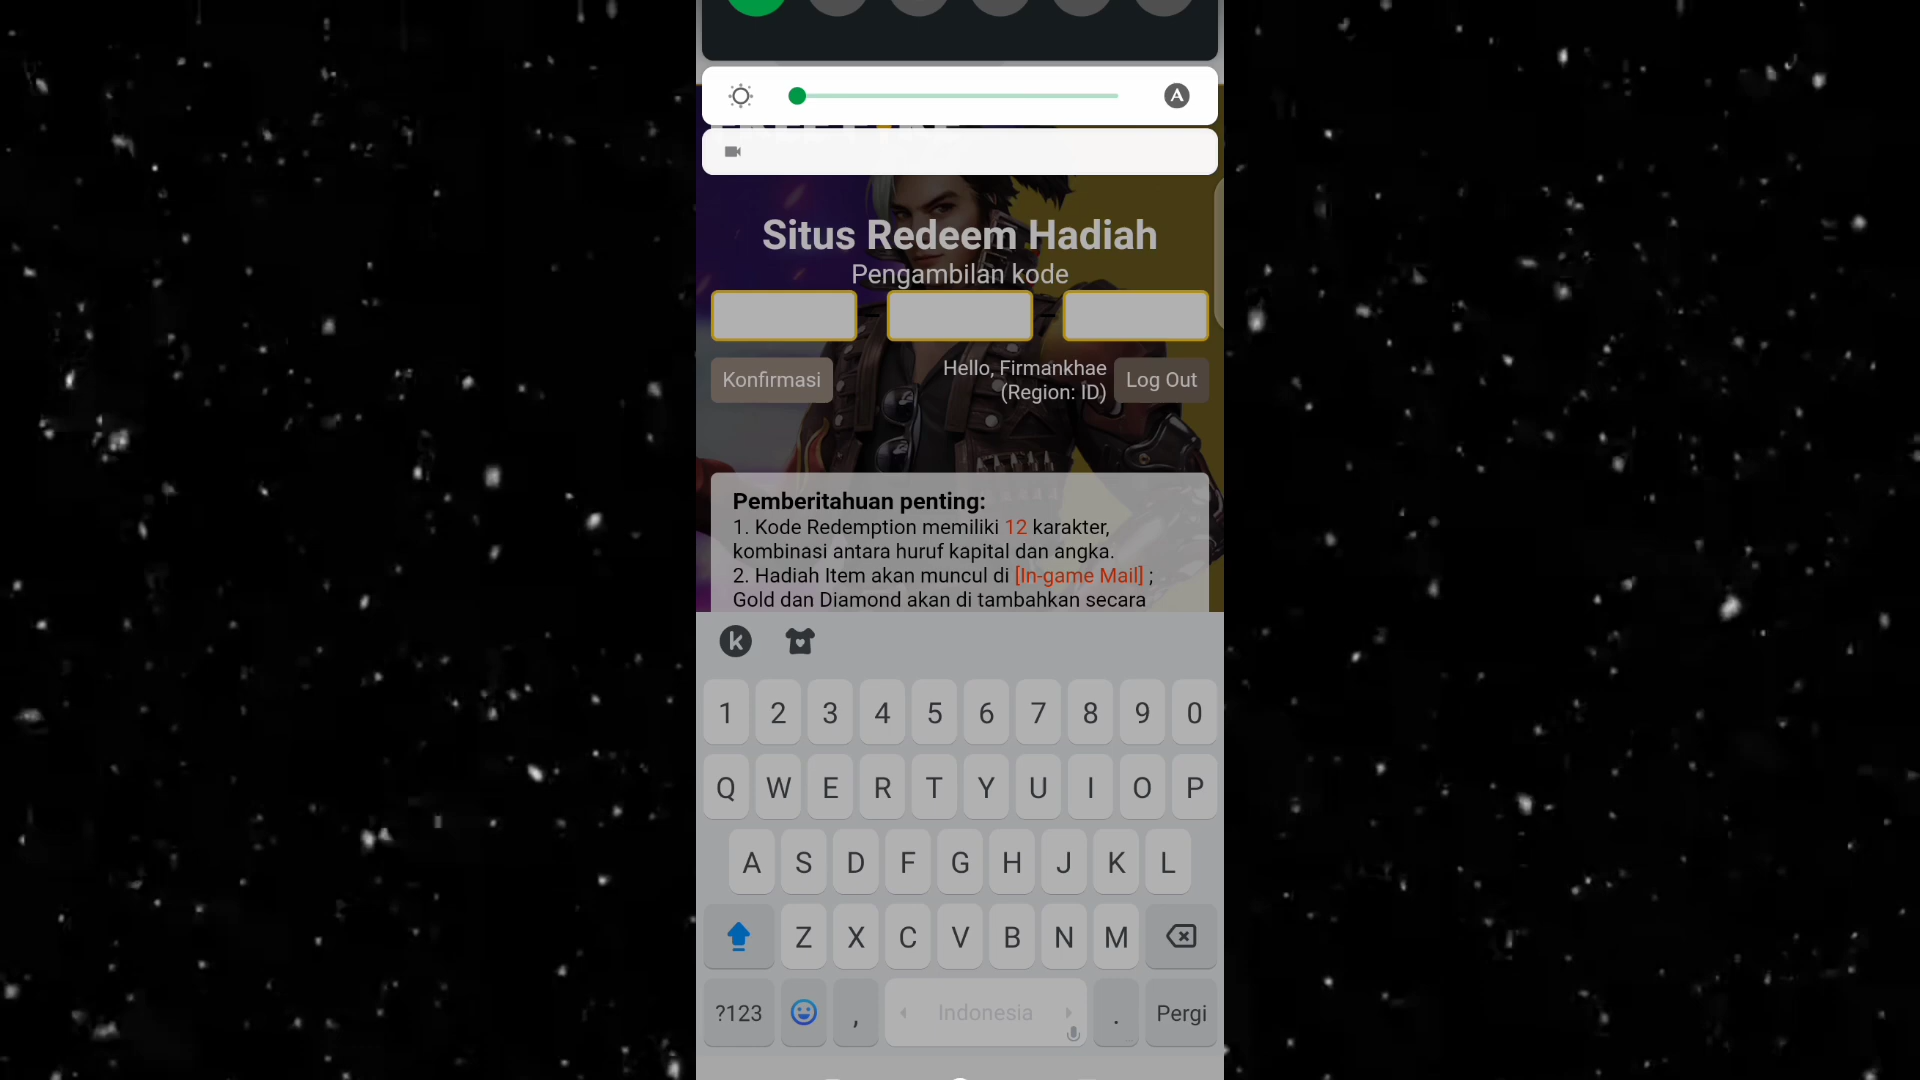 A
Situs Redeem Hadiah
Pengambilan kode
Konfirmasi
Hello, Firmankhae
(Region: ID)
Log Out
Pemberitahuan penting:
1. Kode Redemption memiliki 12 karakter,
kombinasi antara huruf kapital dan angka.
2. Hadiah Item akan muncul di [In-game Mail] ;
Gold dan Diamond akan di tambahkan secara
k
1 2 3 4 5 6 7 8 9 0
Q W E R T Y U I O P
A S D F G H J K L
Z X C V B N M
?123 , Indonesia . Pergi